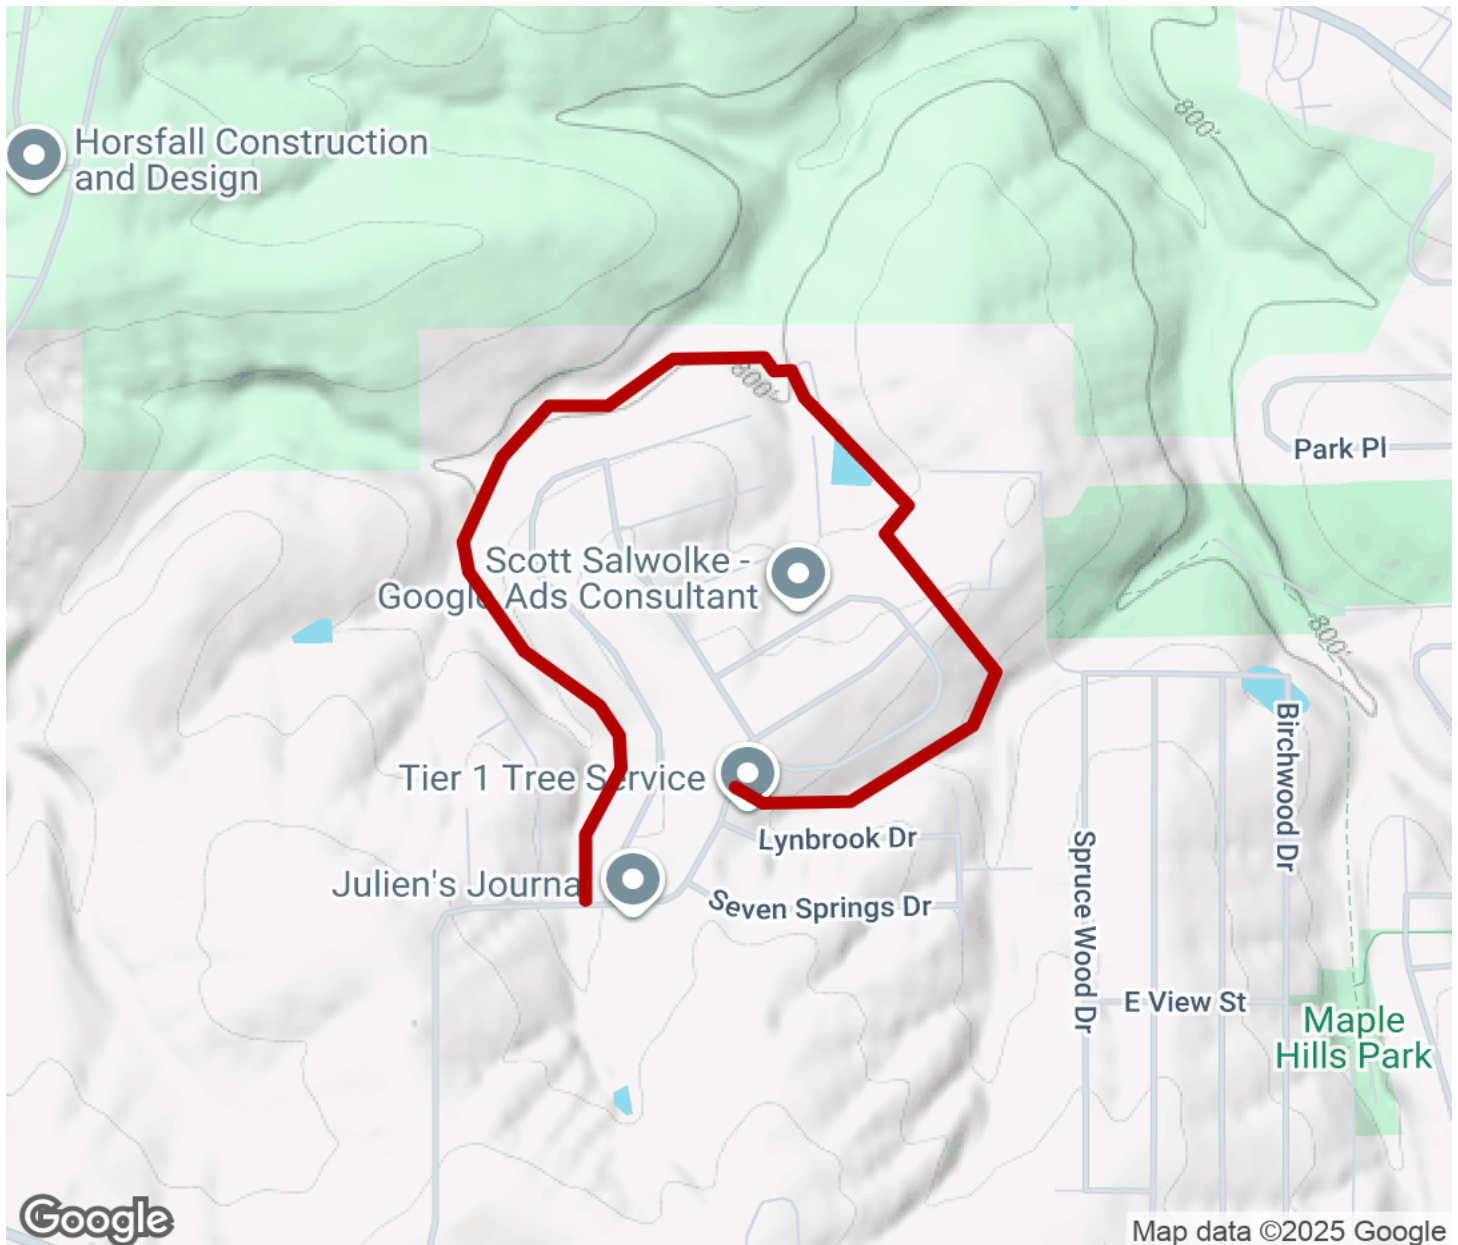 800'
Horsfall Construction
and Design
800'
Park Pl
Scott Salwolke -
Google Ads Consultant
800'
Birchwood Dr
Tier 1 Tree Service
Lynbrook Dr
Spruce Wood Dr
Julien's Journal
Seven Springs Dr
E View St
Maple
Hills Park
Google
Map data ©2025 Google